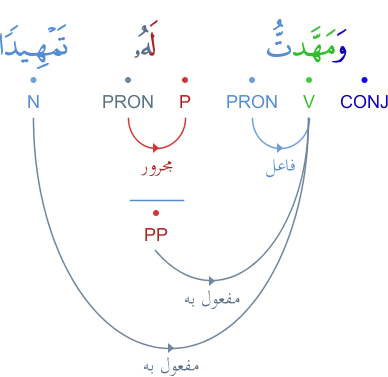 وَمَهَّدتُّ لَهُۥ تَمْهِيدًا
CONJ V PRON P PRON N
فاعل مجرور
PP
مفعول به
مفعول به